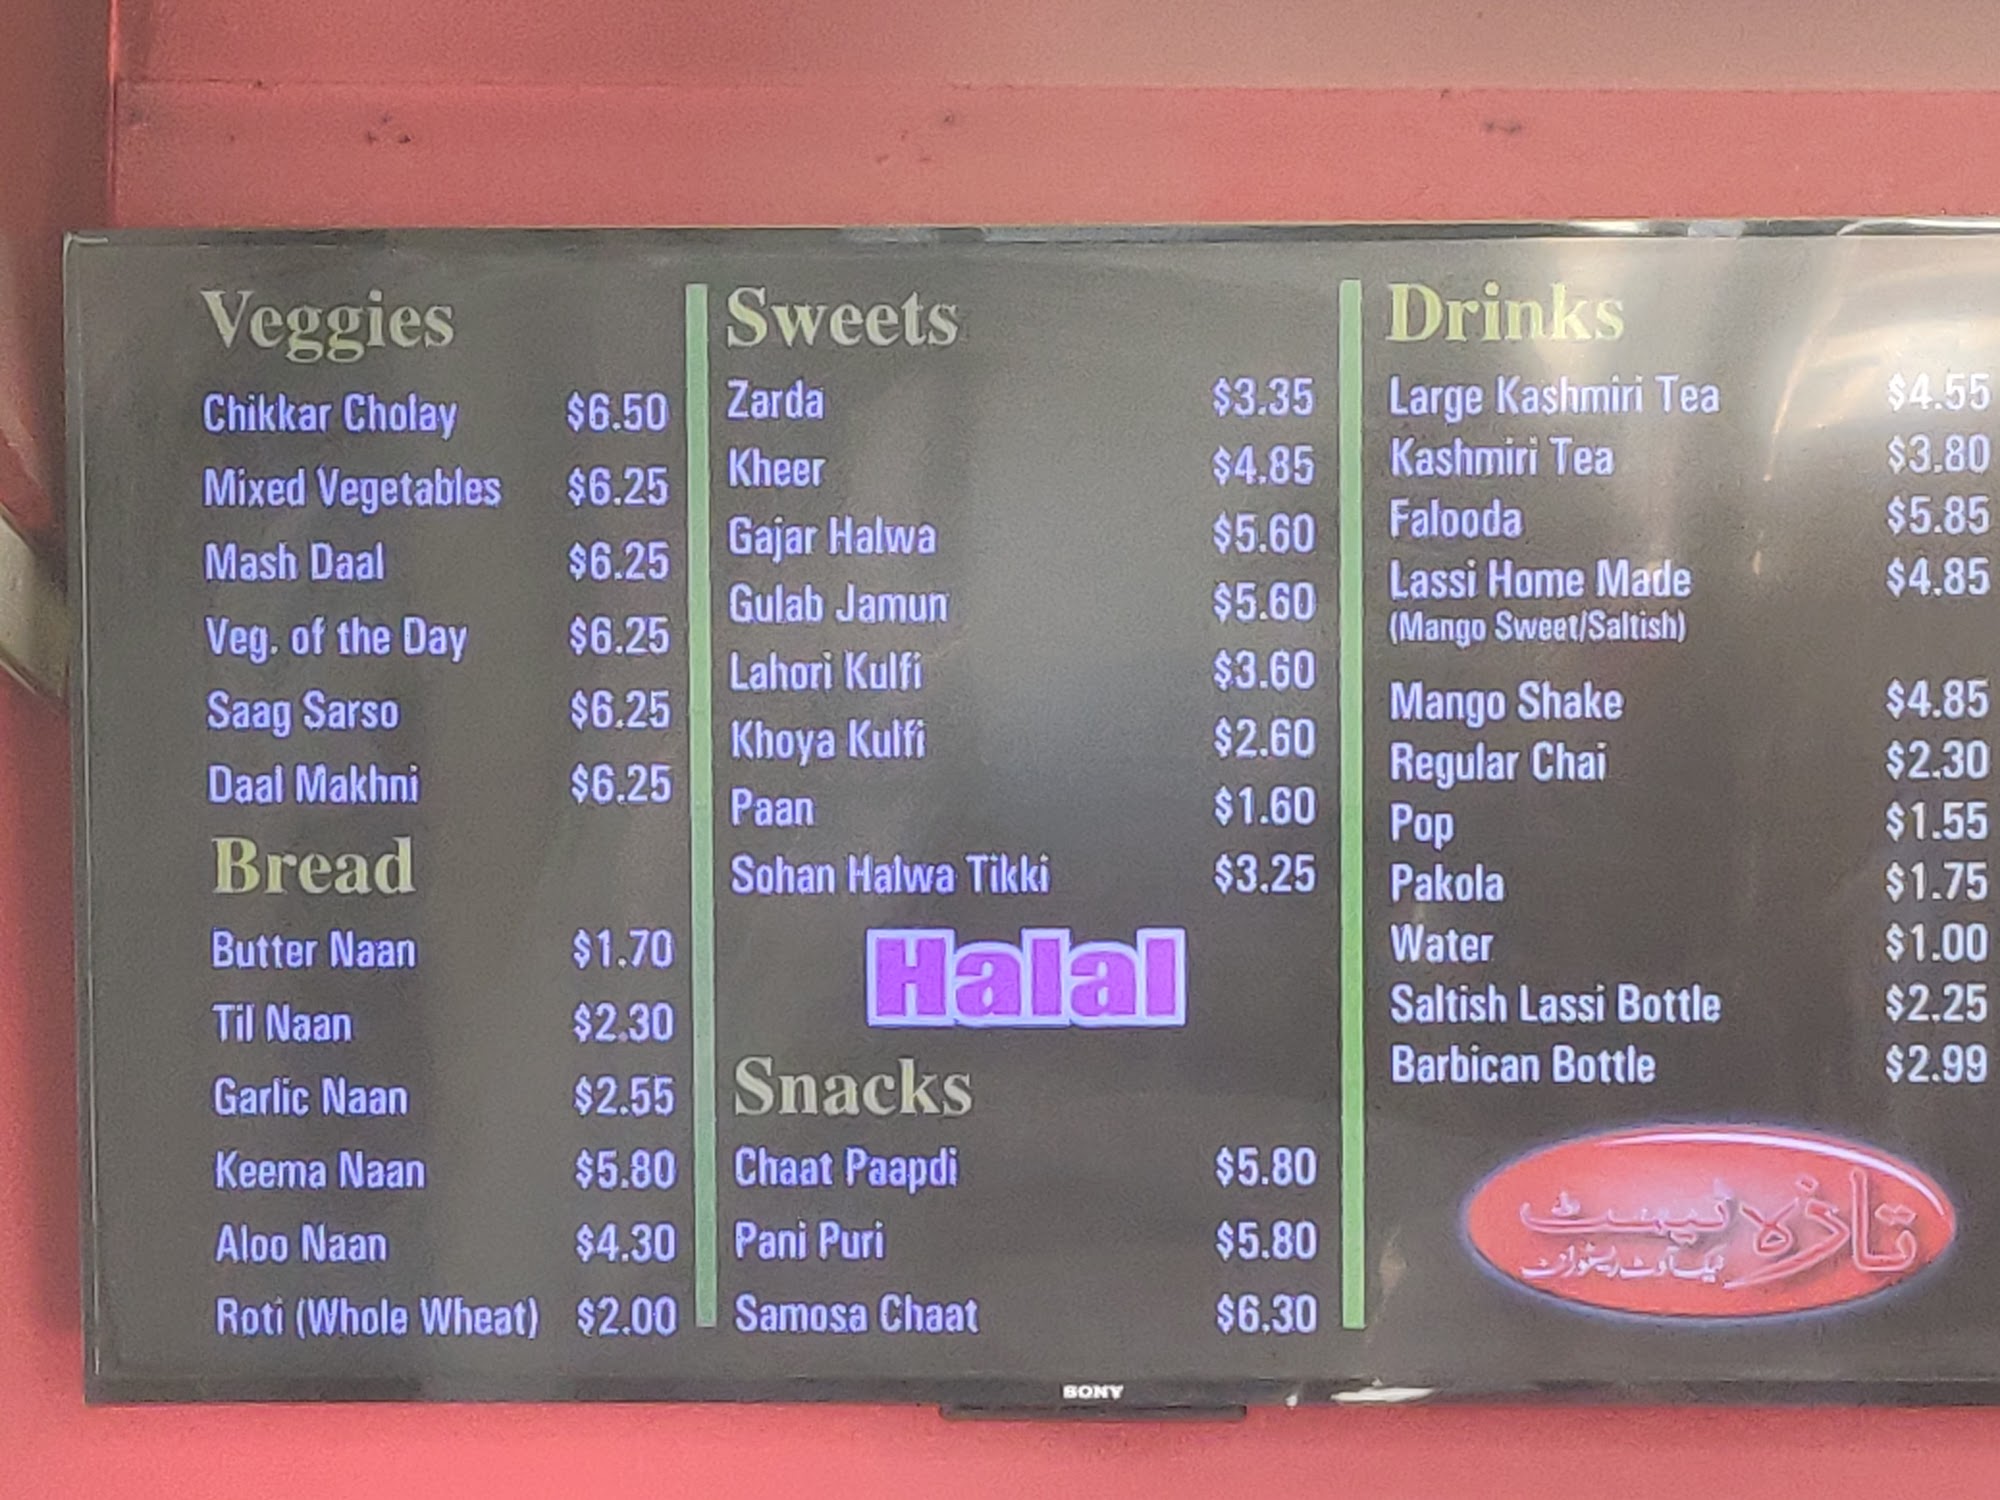 Veggies
Chikkar Cholay $6.50
Mixed Vegetables $6.25
Mash Daal $6.25
Veg. of the Day $6.25
Saag Sarso $6.25
Daal Makhni $6.25
Bread
Butter Naan $1.70
Til Naan $2.30
Garlic Naan $2.55
Keema Naan $5.80
Aloo Naan $4.30
Roti (Whole Wheat) $2.00
Sweets
Zarda $3.35
Kheer $4.85
Gajar Halwa $5.60
Gulab Jamun $5.60
Lahori Kulfi $3.60
Khoya Kulfi $2.60
Paan $1.60
Sohan Halwa Tikki $3.25
Halal
Snacks
Chaat Paapdi $5.80
Pani Puri $5.80
Samosa Chaat $6.30
Drinks
Large Kashmiri Tea $4.55
Kashmiri Tea $3.80
Falooda $5.85
Lassi Home Made $4.85
(Mango Sweet/Saltish)
Mango Shake $4.85
Regular Chai $2.30
Pop $1.55
Pakola $1.75
Water $1.00
Saltish Lassi Bottle $2.25
Barbican Bottle $2.99
تازہ ٹیسٹ
ٹیک آوٹ ریسٹورانٹ
SONY